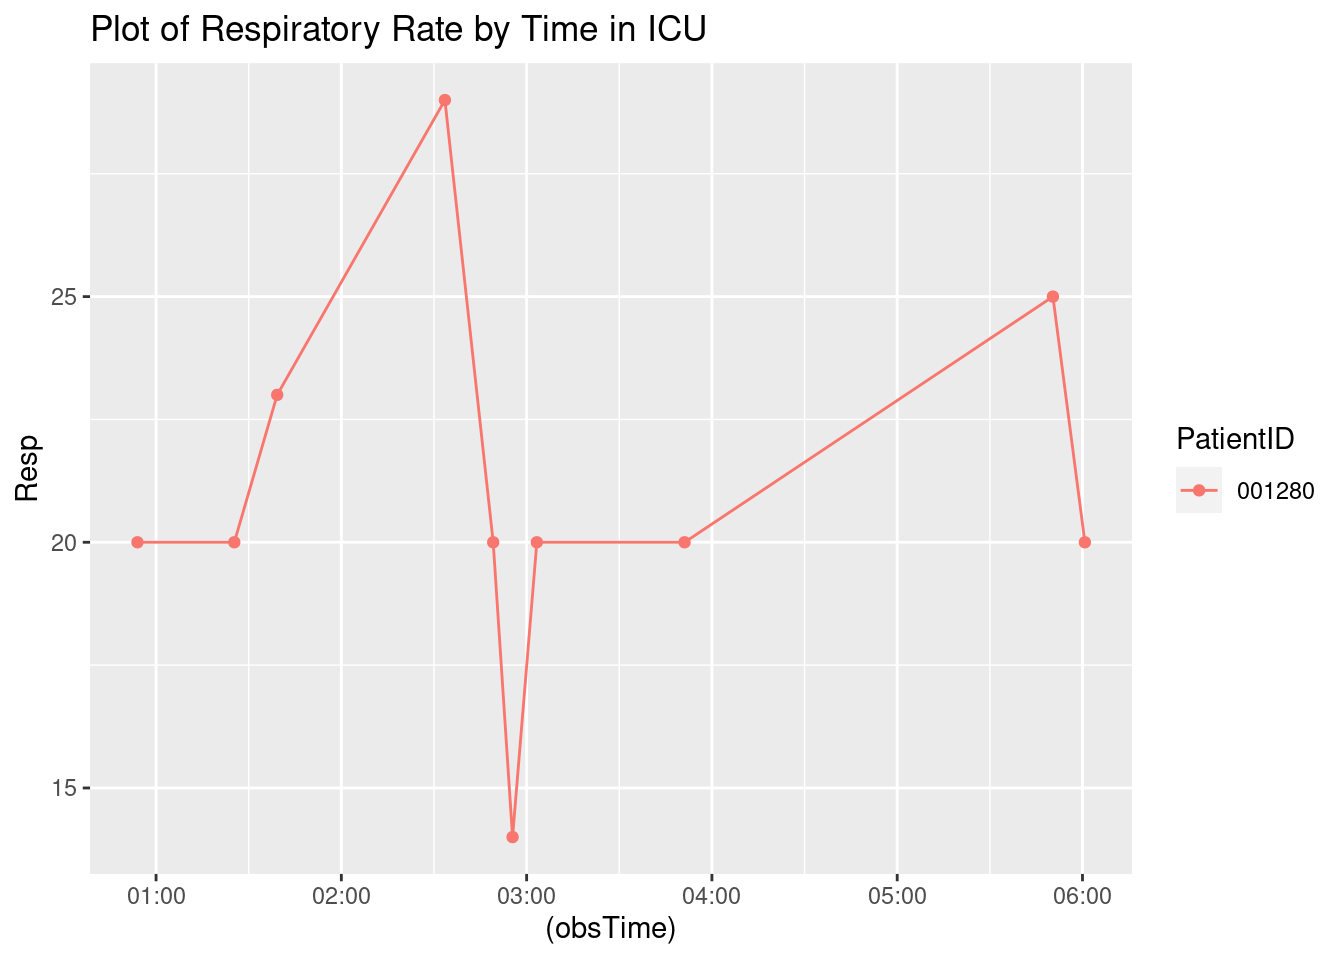 Plot of Respiratory Rate by Time in ICU
Resp
25
20
15
01:00 02:00 03:00 04:00 05:00 06:00
(obsTime)
PatientID
001280